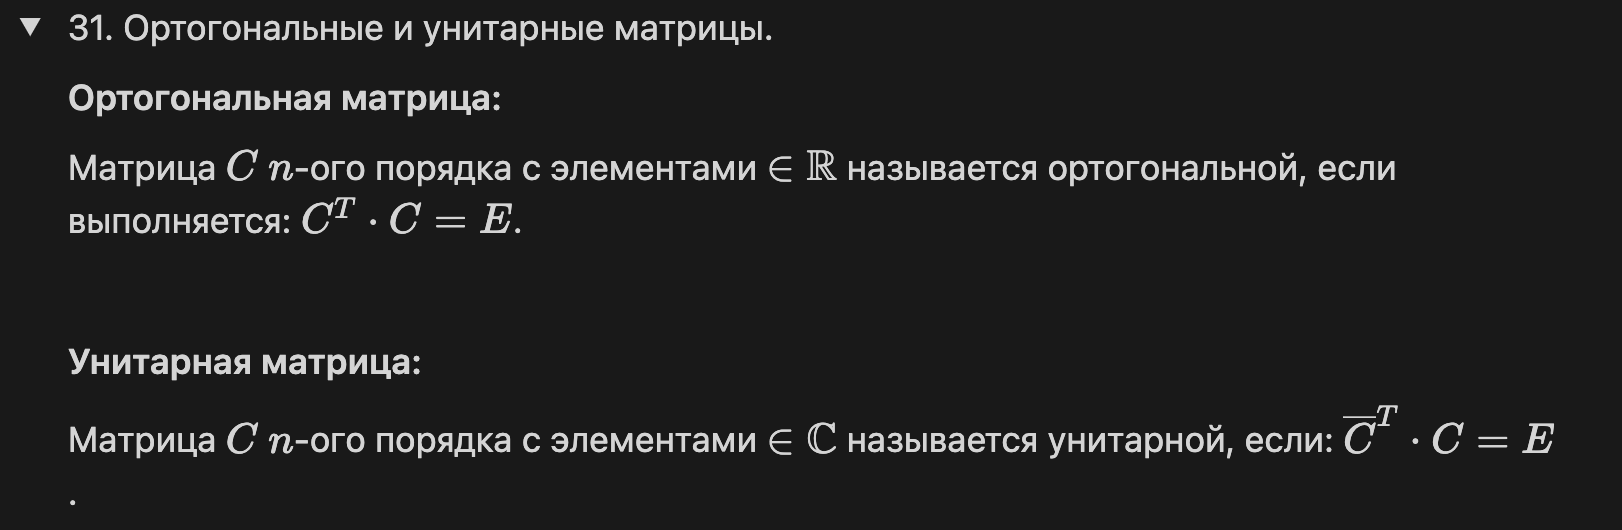 ▼ 31. Ортогональные и унитарные матрицы.
Ортогональная матрица:
Матрица C n-ого порядка с элементами ∈ ℝ называется ортогональной, если
выполняется: Cᵀ · C = E.
Унитарная матрица:
Матрица C n-ого порядка с элементами ∈ ℂ называется унитарной, если: C̅ᵀ · C = E
.